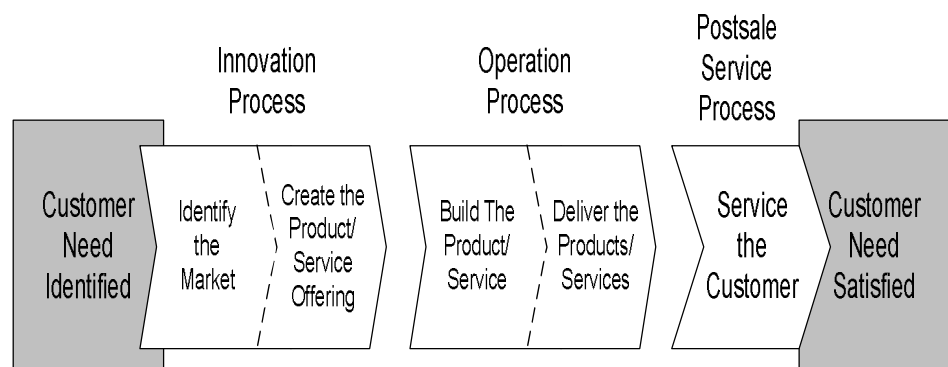 Innovation
Process
Operation
Process
Postsale
Service
Process
Customer
Need
Identified
Identify
the
Market
Create the
Product/
Service
Offering
Build The
Product/
Service
Deliver the
Products/
Services
Service
the
Customer
Customer
Need
Satisfied